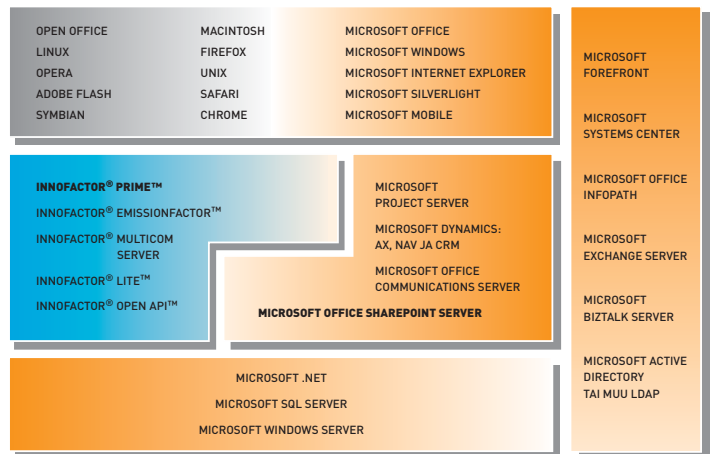 OPEN OFFICE
LINUX
OPERA
ADOBE FLASH
SYMBIAN
MACINTOSH
FIREFOX
UNIX
SAFARI
CHROME
MICROSOFT OFFICE
MICROSOFT WINDOWS
MICROSOFT INTERNET EXPLORER
MICROSOFT SILVERLIGHT
MICROSOFT MOBILE
INNOFACTOR® PRIME™
INNOFACTOR® EMISSIONFACTOR™
INNOFACTOR® MULTICOM
SERVER
INNOFACTOR® LITE™
INNOFACTOR® OPEN API™
MICROSOFT
PROJECT SERVER
MICROSOFT DYNAMICS:
AX, NAV JA CRM
MICROSOFT OFFICE
COMMUNICATIONS SERVER
MICROSOFT OFFICE SHAREPOINT SERVER
MICROSOFT .NET
MICROSOFT SQL SERVER
MICROSOFT WINDOWS SERVER
MICROSOFT
FOREFRONT
MICROSOFT
SYSTEMS CENTER
MICROSOFT OFFICE
INFOPATH
MICROSOFT
EXCHANGE SERVER
MICROSOFT
BIZTALK SERVER
MICROSOFT ACTIVE
DIRECTORY
TAI MUU LDAP